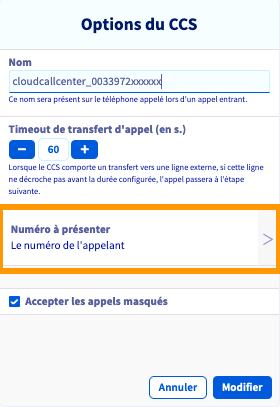 Options du CCS
Nom
cloudcallcenter_0033972xxxxxx
Ce nom sera présent sur le téléphone appelé lors d'un appel entrant.
Timeout de transfert d'appel (en s.)
− 60 +
Lorsque le CCS comporte un transfert vers une ligne externe, si cette ligne
ne décroche pas avant la durée configurée, l'appel passera à l'étape
suivante.
Numéro à présenter
Le numéro de l'appelant
Accepter les appels masqués
Annuler Modifier